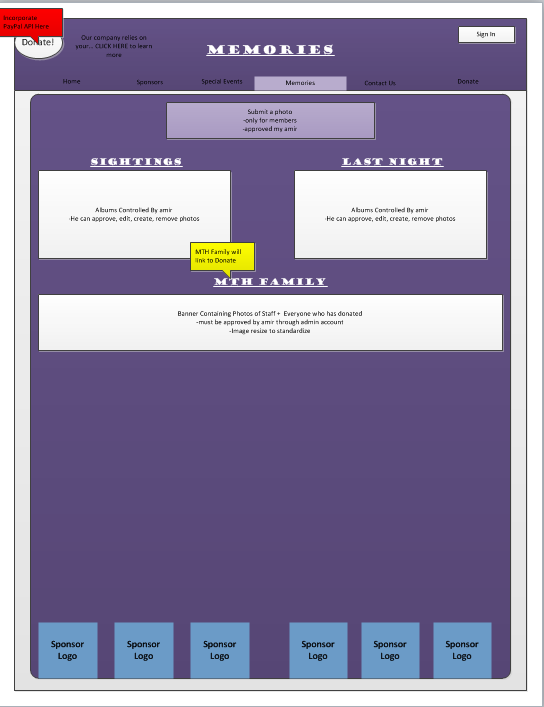 Incorporate
PayPal API Here
Donate!
Our company relies on
your... CLICK HERE to learn
more
MEMORIES
Sign In
Home
Sponsors
Special Events
Memories
Contact Us
Donate
Submit a photo
-only for members
-approved my amir
SIGHTINGS
LAST NIGHT
Albums Controlled By amir
-He can approve, edit, create, remove photos
Albums Controlled By amir
-He can approve, edit, create, remove photos
MTH Family will
link to Donate
MTH FAMILY
Banner Containing Photos of Staff + Everyone who has donated
-must be approved by amir through admin account
-Image resize to standardize
Sponsor
Logo
Sponsor
Logo
Sponsor
Logo
Sponsor
Logo
Sponsor
Logo
Sponsor
Logo